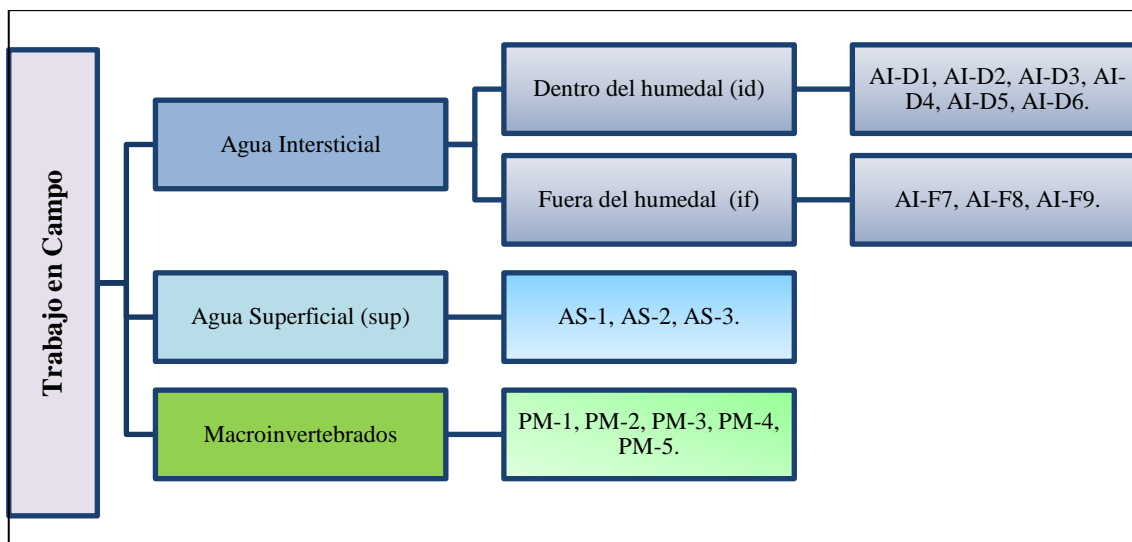 Trabajo en Campo
Agua Intersticial
Dentro del humedal (id)
AI-D1, AI-D2, AI-D3, AI-
D4, AI-D5, AI-D6.
Fuera del humedal  (if)
AI-F7, AI-F8, AI-F9.
Agua Superficial (sup)
AS-1, AS-2, AS-3.
Macroinvertebrados
PM-1, PM-2, PM-3, PM-4,
PM-5.